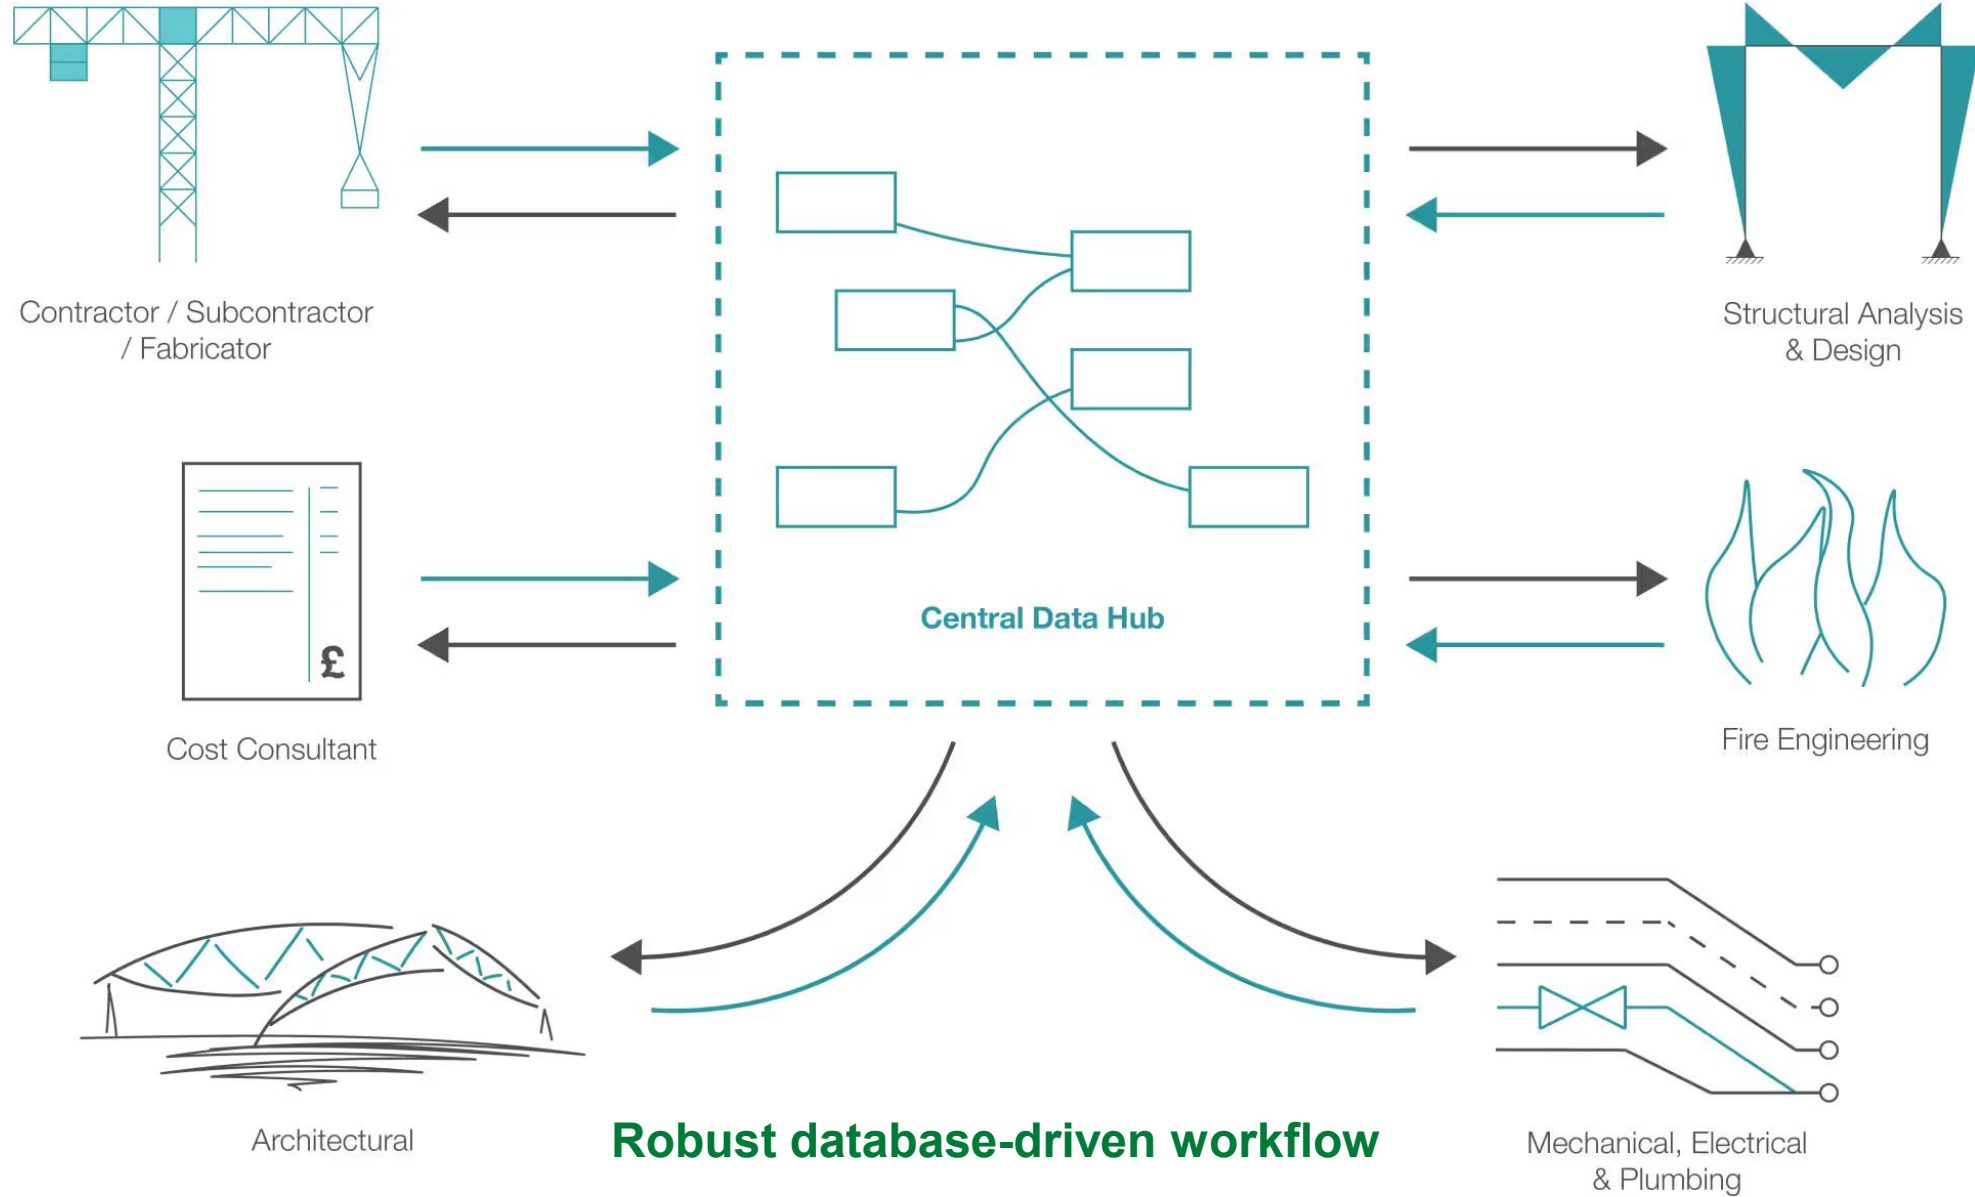 Contractor / Subcontractor
/ Fabricator
Structural Analysis
& Design
£
Central Data Hub
Cost Consultant
Fire Engineering
Architectural
Robust database-driven workflow
Mechanical, Electrical
& Plumbing